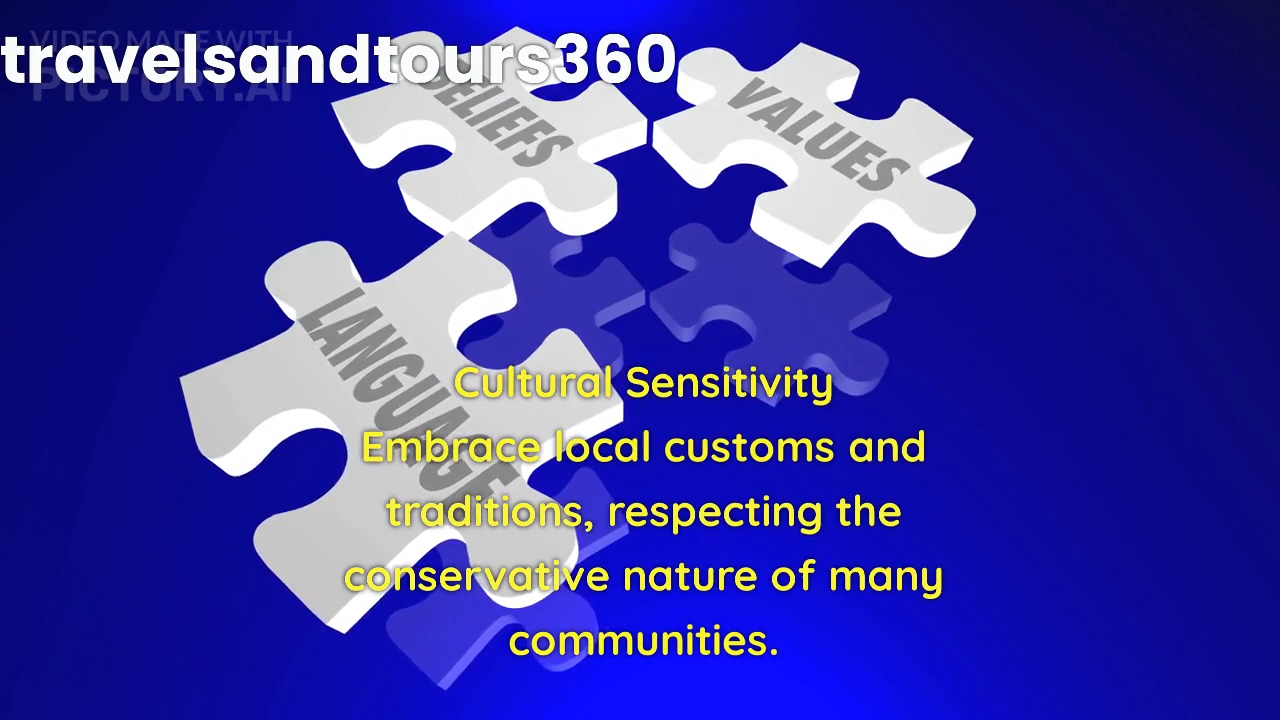 VIDEO MADE WITH
travelsandtours360
PICTORY.AI
BELIEFS
VALUES
LANGUAGE
Cultural Sensitivity
Embrace local customs and
traditions, respecting the
conservative nature of many
communities.